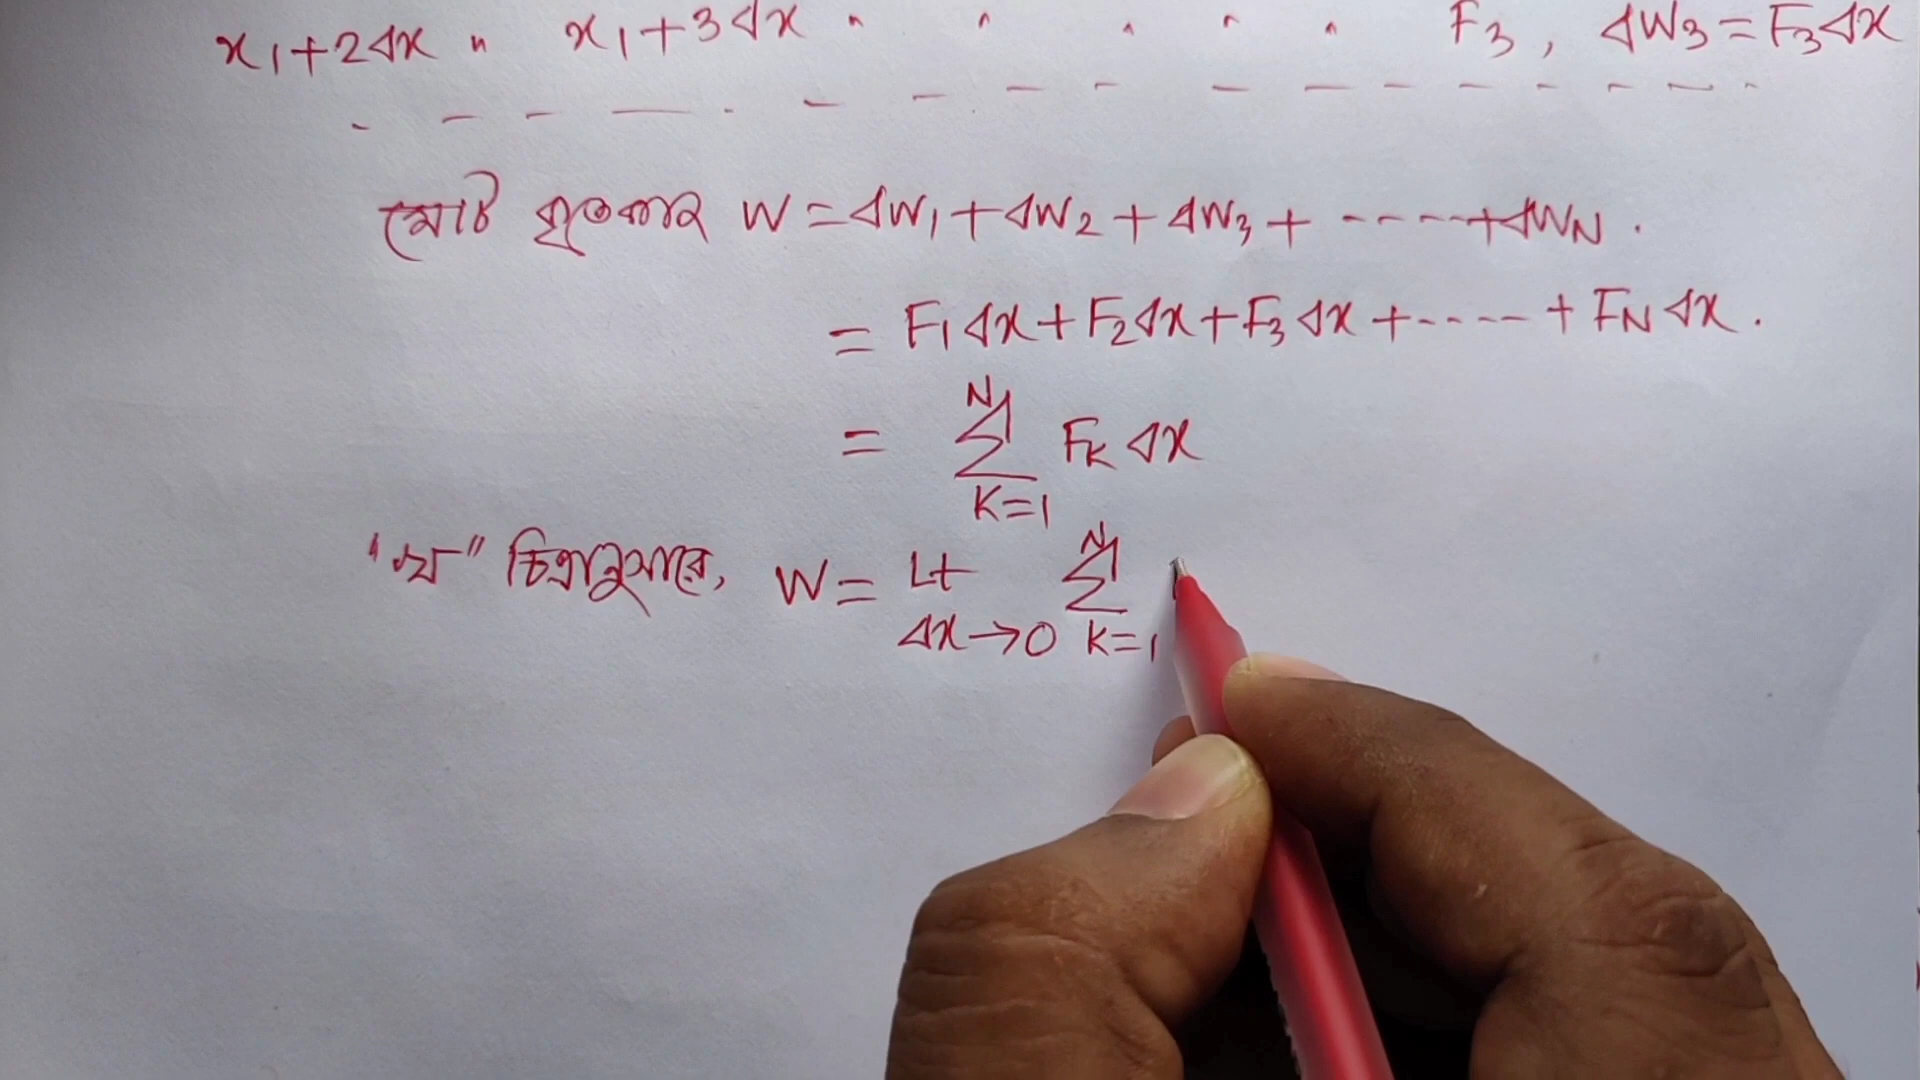 x₁+2Δx " x₁+3Δx " " " " " F₃, ΔW₃=F₃Δx
মোট কৃতকাজ W=ΔW₁+ΔW₂+ΔW₃+-----+ΔW_N.
= F₁Δx+F₂Δx+F₃Δx+-----+F_NΔx.
= Σ_{K=1}^{N} F_K Δx
"খ" চিত্রানুসারে, W= Lt_{Δx→0} Σ_{K=1}^{N}